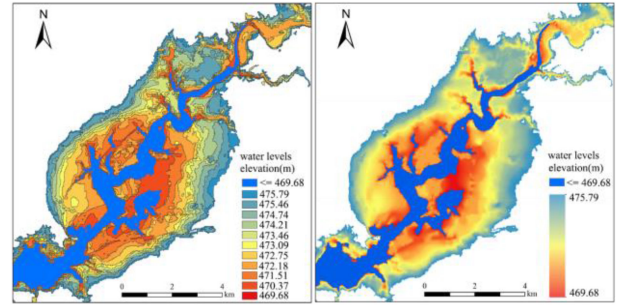 N
water levels
elevation(m)
<= 469.68
475.79
475.46
474.74
474.21
473.46
473.09
472.75
472.18
471.51
470.37
469.68
0 2 4
km
N
water levels
elevation(m)
<= 469.68
475.79
469.68
0 2 4
km